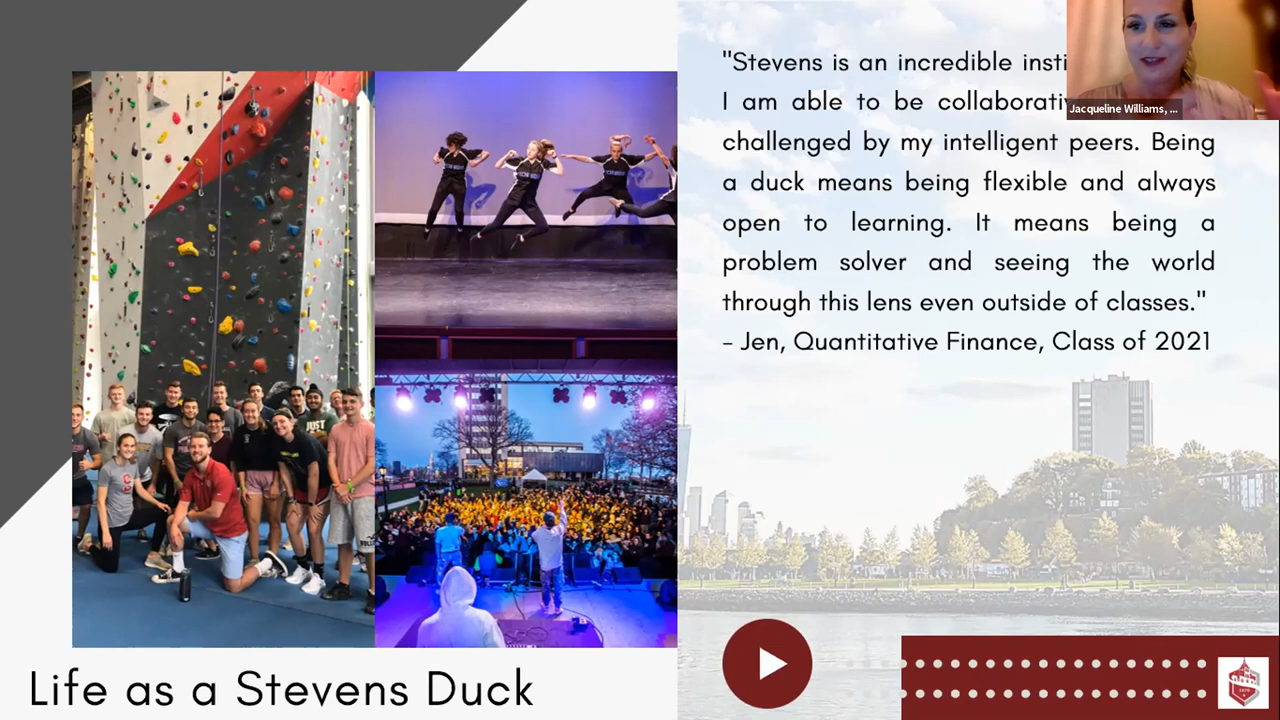 "Stevens is an incredible insti
I am able to be collaborati
challenged by my intelligent peers. Being
a duck means being flexible and always
open to learning. It means being a
problem solver and seeing the world
through this lens even outside of classes."
– Jen, Quantitative Finance, Class of 2021
Jacqueline Williams, ...
JUST
Life as a Stevens Duck
1870